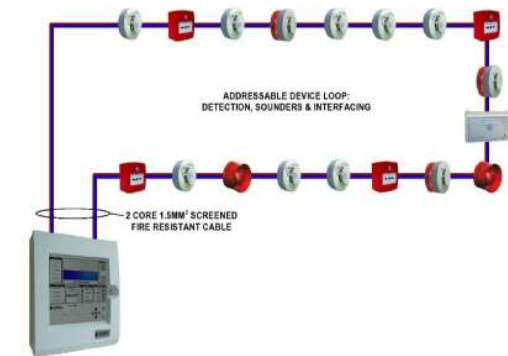 ADDRESSABLE DEVICE LOOP:
DETECTION, SOUNDERS & INTERFACING
2 CORE 1.5MM² SCREENED
FIRE RESISTANT CABLE